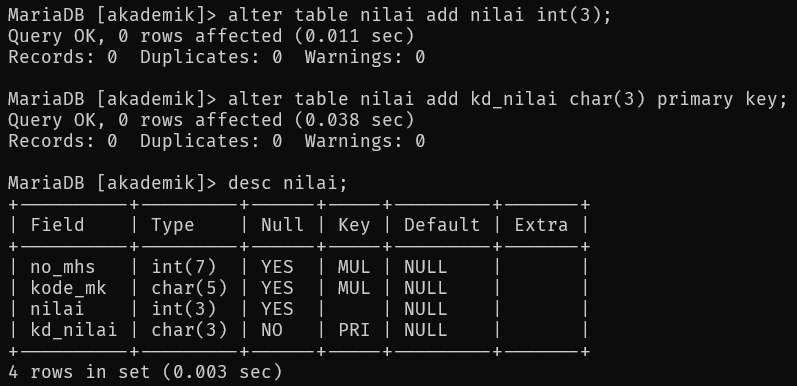 MariaDB [akademik]> alter table nilai add nilai int(3);
Query OK, 0 rows affected (0.011 sec)
Records: 0  Duplicates: 0  Warnings: 0

MariaDB [akademik]> alter table nilai add kd_nilai char(3) primary key;
Query OK, 0 rows affected (0.038 sec)
Records: 0  Duplicates: 0  Warnings: 0

MariaDB [akademik]> desc nilai;
+----------+---------+------+-----+---------+-------+
| Field    | Type    | Null | Key | Default | Extra |
+----------+---------+------+-----+---------+-------+
| no_mhs   | int(7)  | YES  | MUL | NULL    |       |
| kode_mk  | char(5) | YES  | MUL | NULL    |       |
| nilai    | int(3)  | YES  |     | NULL    |       |
| kd_nilai | char(3) | NO   | PRI | NULL    |       |
+----------+---------+------+-----+---------+-------+
4 rows in set (0.003 sec)